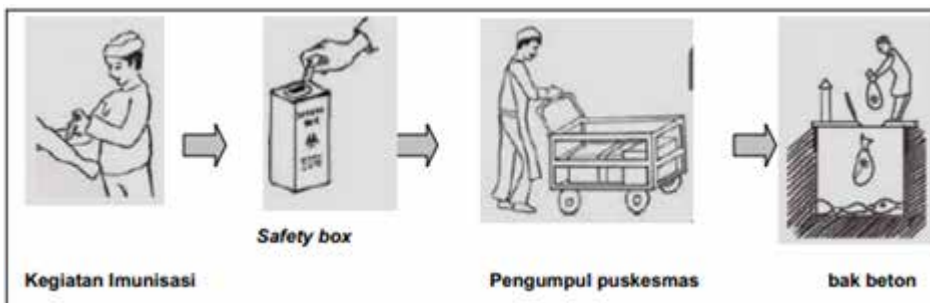 Safety box
Kegiatan Imunisasi
Pengumpul puskesmas
bak beton